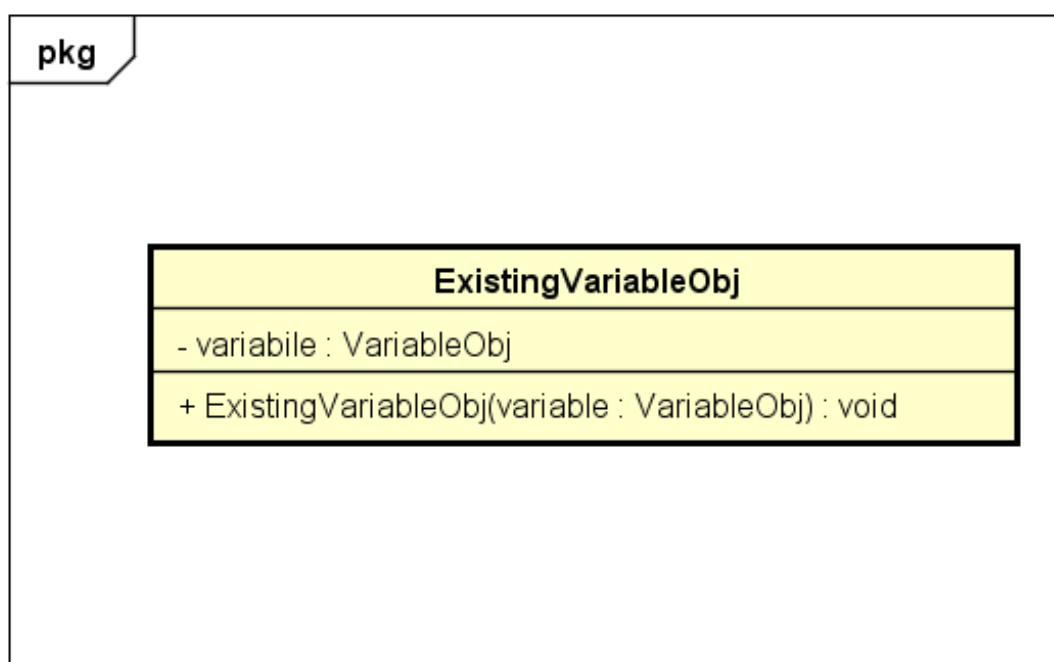 pkg
ExistingVariableObj
- variabile : VariableObj
+ ExistingVariableObj(variable : VariableObj) : void